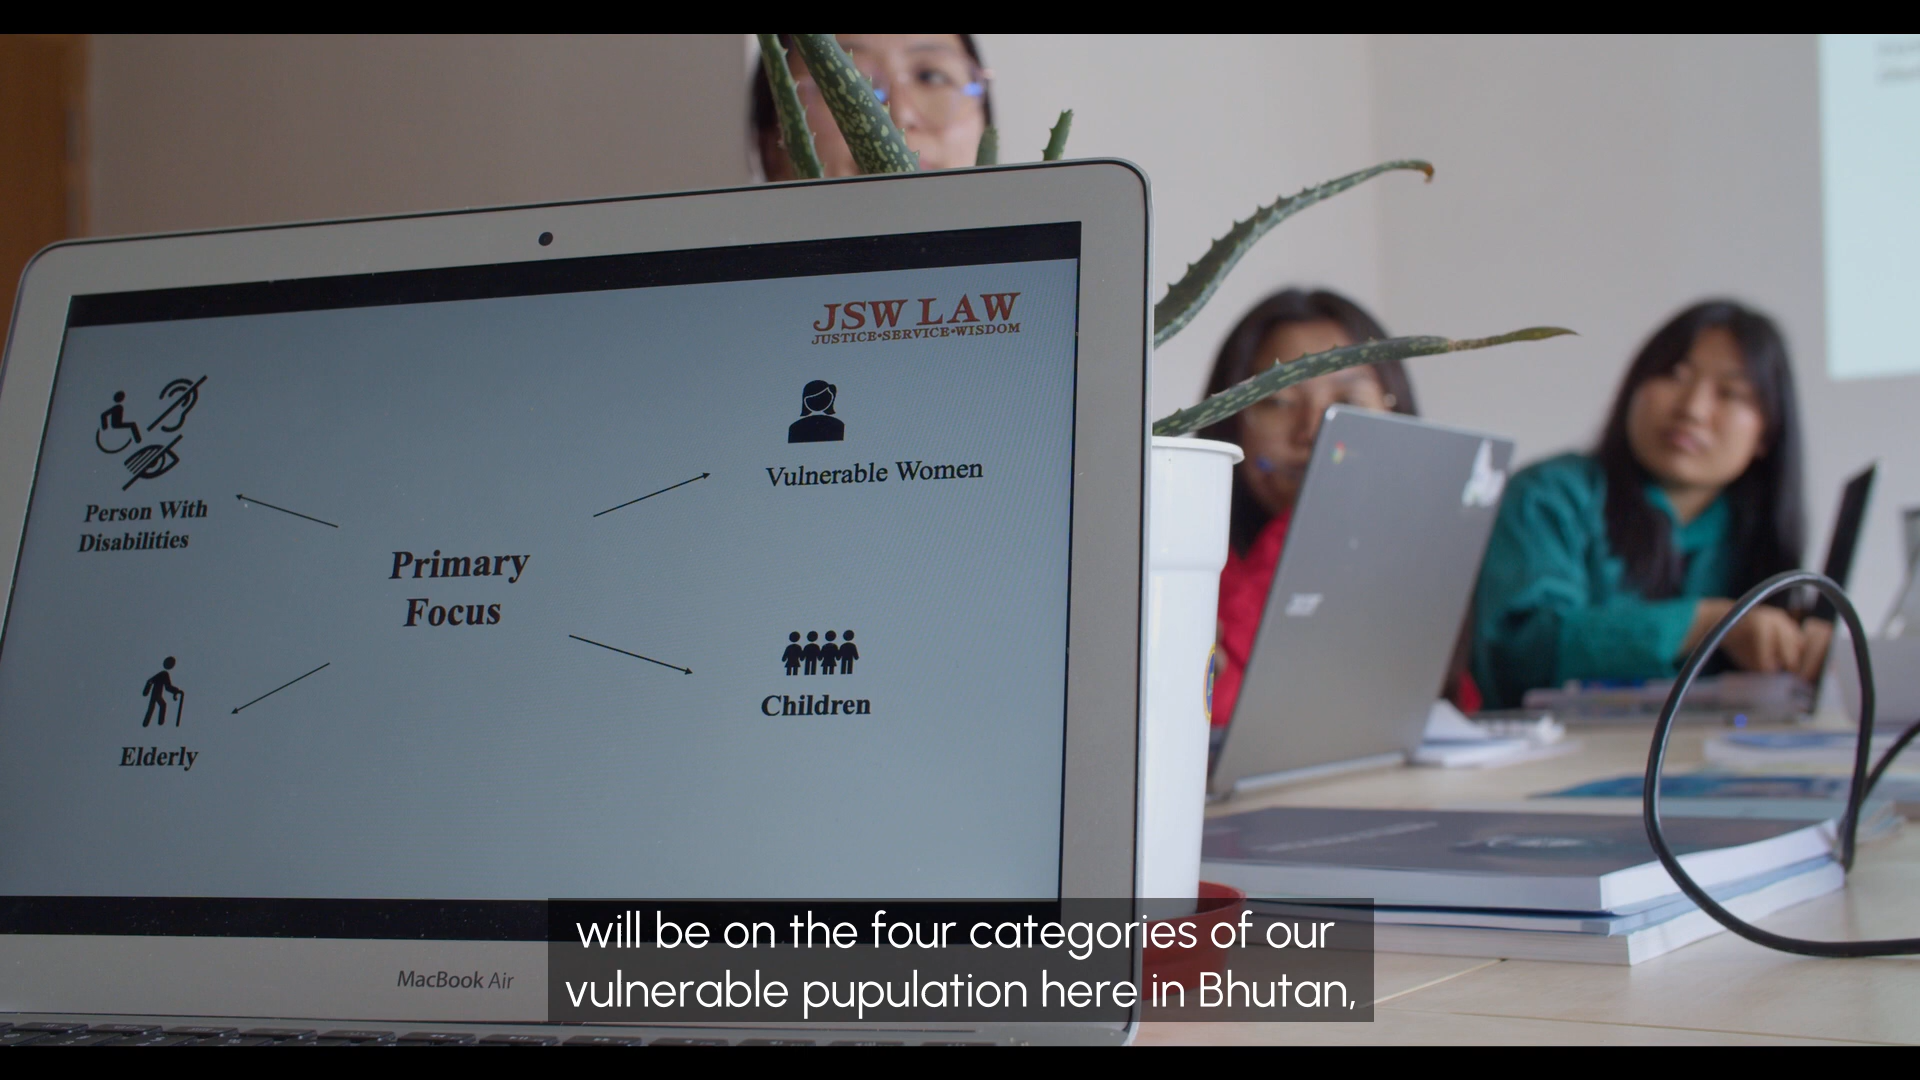 JSW LAW
JUSTICE•SERVICE•WISDOM
Person With
Disabilities
Vulnerable Women
Primary
Focus
Elderly
Children
MacBook Air
acer
will be on the four categories of our
vulnerable pupulation here in Bhutan,